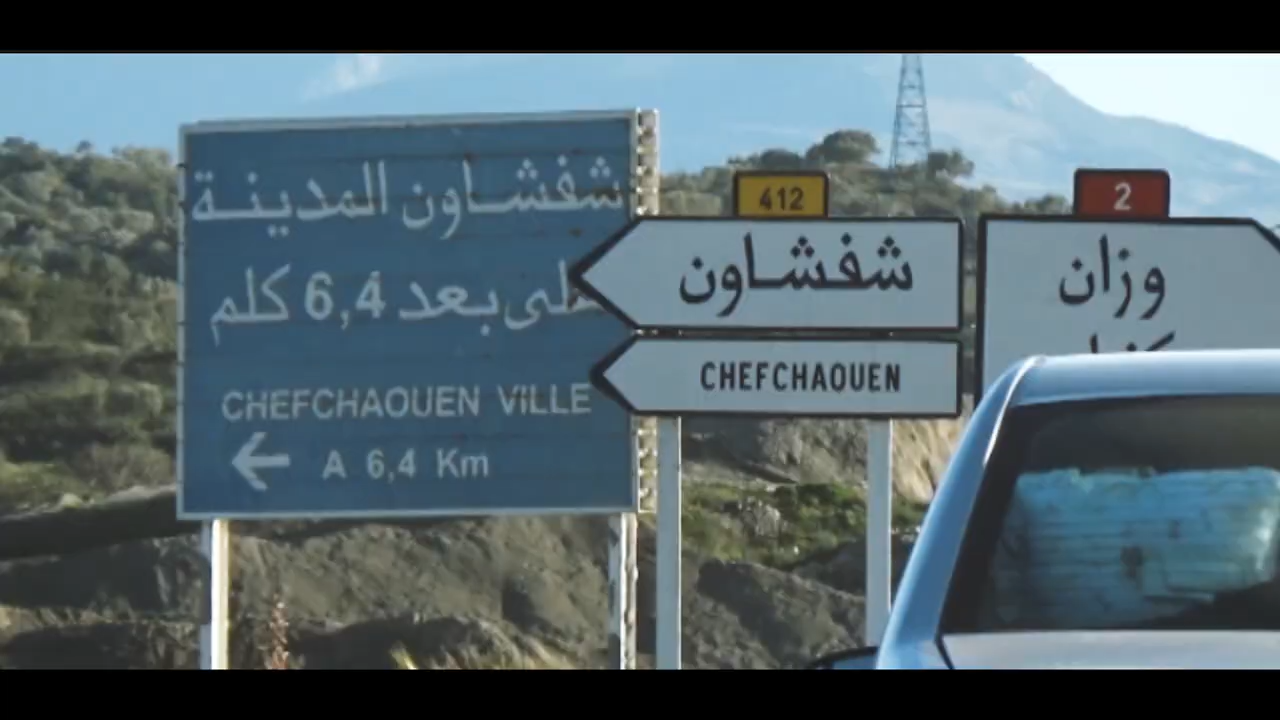 شفشاون المدينة
على بعد 6,4 كلم
CHEFCHAOUEN VILLE
A 6,4 Km
412
شفشاون
CHEFCHAOUEN
2
وزان